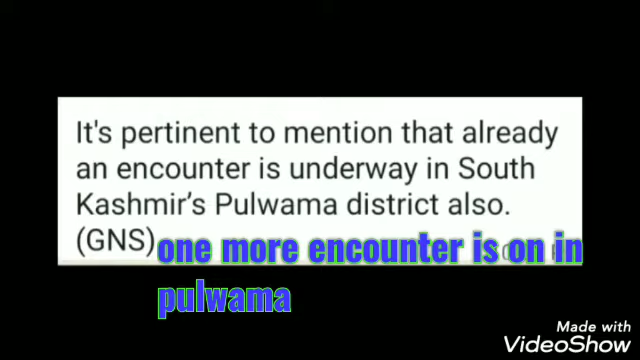 It's pertinent to mention that already
an encounter is underway in South
Kashmir's Pulwama district also.
(GNS)
one more encounter is on in
pulwama
Made with
VideoShow